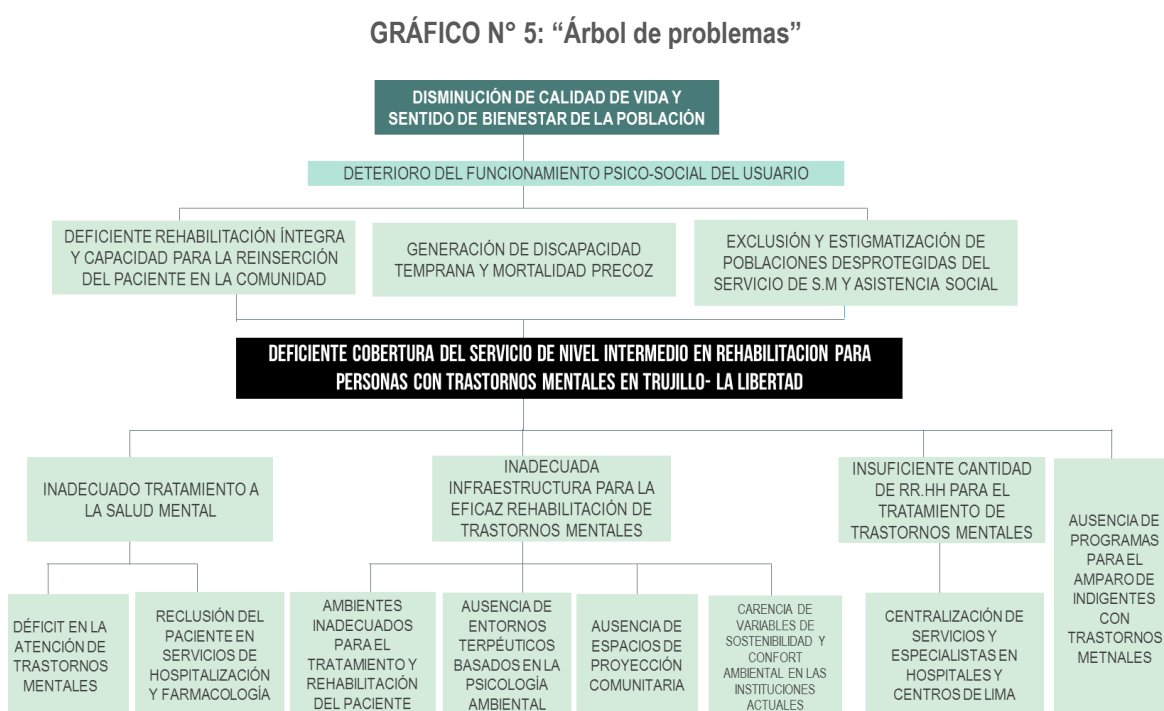 GRÁFICO N° 5: “Árbol de problemas”
DISMINUCIÓN DE CALIDAD DE VIDA Y
SENTIDO DE BIENESTAR DE LA POBLACIÓN
DETERIORO DEL FUNCIONAMIENTO PSICO-SOCIAL DEL USUARIO
DEFICIENTE REHABILITACIÓN ÍNTEGRA
Y CAPACIDAD PARA LA REINSERCIÓN
DEL PACIENTE EN LA COMUNIDAD
GENERACIÓN DE DISCAPACIDAD
TEMPRANA Y MORTALIDAD PRECOZ
EXCLUSIÓN Y ESTIGMATIZACIÓN DE
POBLACIONES DESPROTEGIDAS DEL
SERVICIO DE S.M Y ASISTENCIA SOCIAL
DEFICIENTE COBERTURA DEL SERVICIO DE NIVEL INTERMEDIO EN REHABILITACION PARA
PERSONAS CON TRASTORNOS MENTALES EN TRUJILLO- LA LIBERTAD
INADECUADO TRATAMIENTO A
LA SALUD MENTAL
INADECUADA
INFRAESTRUCTURA PARA LA
EFICAZ REHABILITACIÓN DE
TRASTORNOS MENTALES
INSUFICIENTE CANTIDAD
DE RR.HH PARA EL
TRATAMIENTO DE
TRASTORNOS MENTALES
AUSENCIA DE
PROGRAMAS
PARA EL
AMPARO DE
INDIGENTES
CON
TRASTORNOS
METNALES
DÉFICIT EN LA
ATENCIÓN DE
TRASTORNOS
MENTALES
RECLUSIÓN DEL
PACIENTE EN
SERVICIOS DE
HOSPITALIZACIÓN
Y FARMACOLOGÍA
AMBIENTES
INADECUADOS
PARA EL
TRATAMIENTO Y
REHABILITACIÓN
DEL PACIENTE
AUSENCIA DE
ENTORNOS
TERPÉUTICOS
BASADOS EN LA
PSICOLOGÍA
AMBIENTAL
AUSENCIA DE
ESPACIOS DE
PROYECCIÓN
COMUNITARIA
CARENCIA DE
VARIABLES DE
SOSTENIBILIDAD Y
CONFORT
AMBIENTAL EN LAS
INSTITUCIONES
ACTUALES
CENTRALIZACIÓN DE
SERVICIOS Y
ESPECIALISTAS EN
HOSPITALES Y
CENTROS DE LIMA